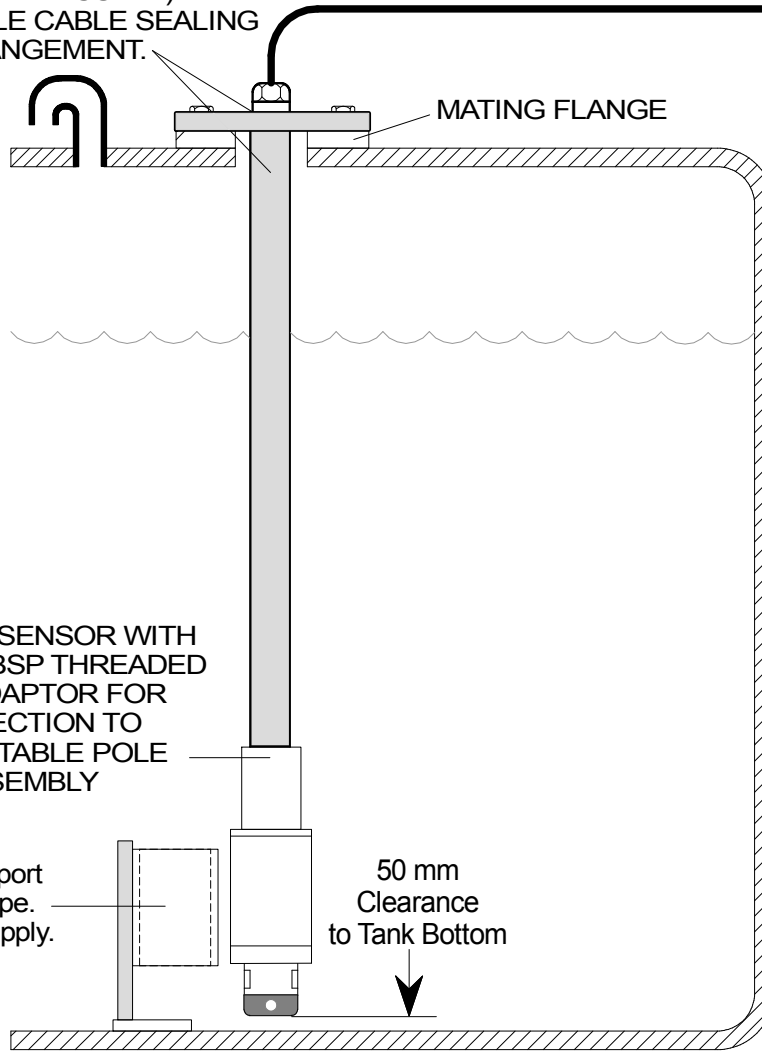 LE CABLE SEALING
ANGEMENT.
MATING FLANGE
SENSOR WITH
BSP THREADED
DAPTOR FOR
ECTION TO
TABLE POLE
SEMBLY
port
pe.
pply.
50 mm
Clearance
to Tank Bottom